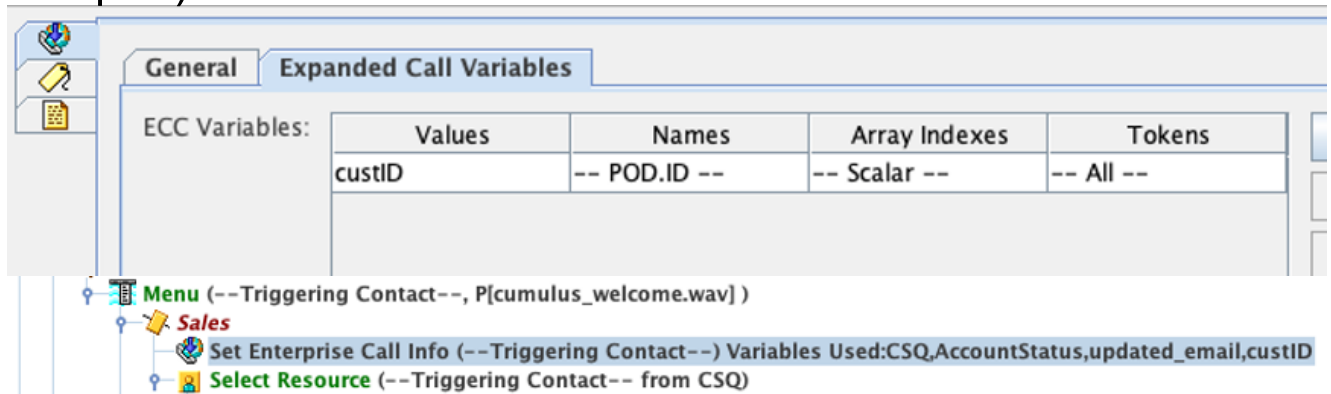 General Expanded Call Variables
ECC Variables: Values Names Array Indexes Tokens
custID -- POD.ID -- -- Scalar -- -- All --
Menu (--Triggering Contact--, P[cumulus_welcome.wav] )
Sales
Set Enterprise Call Info (--Triggering Contact--) Variables Used:CSQ,AccountStatus,updated_email,custID
Select Resource (--Triggering Contact-- from CSQ)